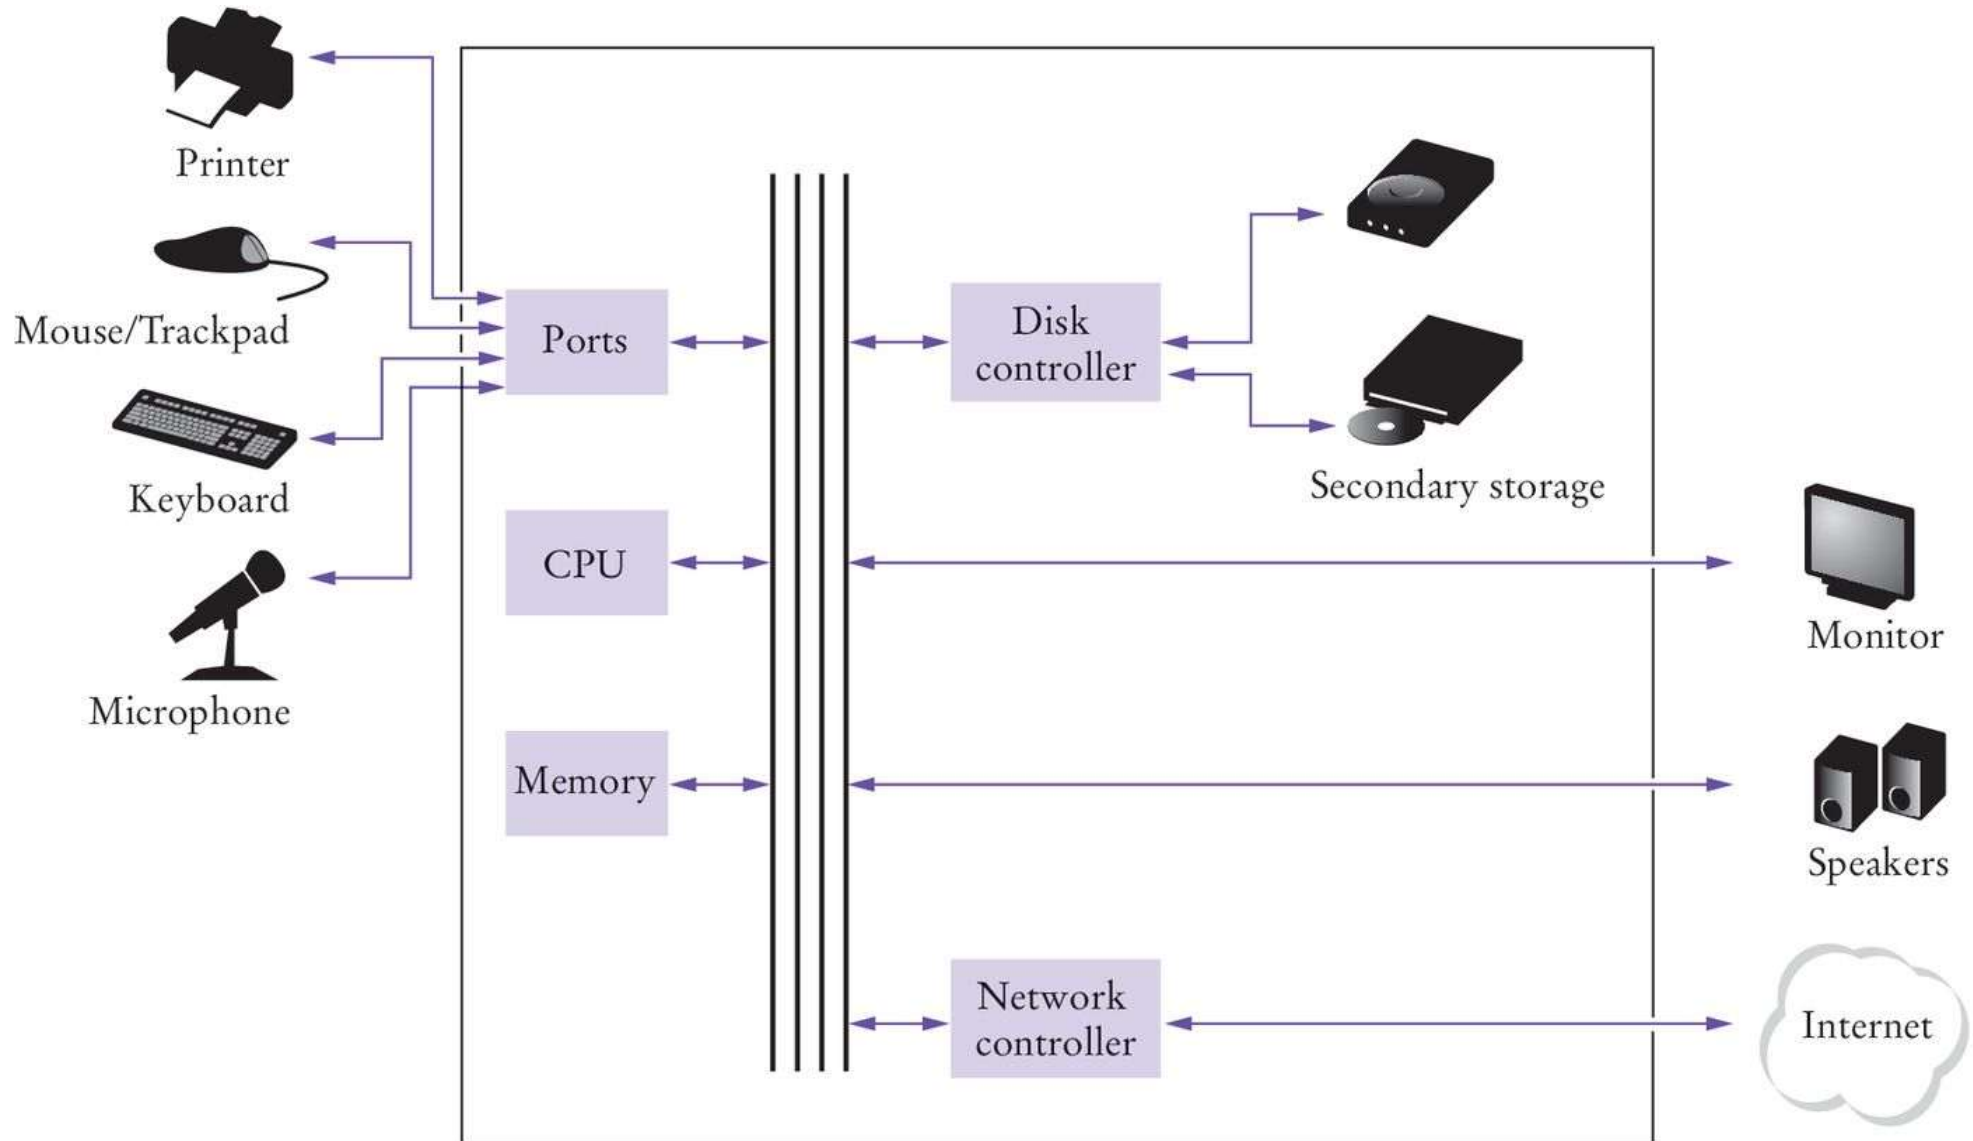 Printer
Mouse/Trackpad
Keyboard
Microphone
Ports
CPU
Memory
Disk
controller
Secondary storage
Monitor
Speakers
Network
controller
Internet